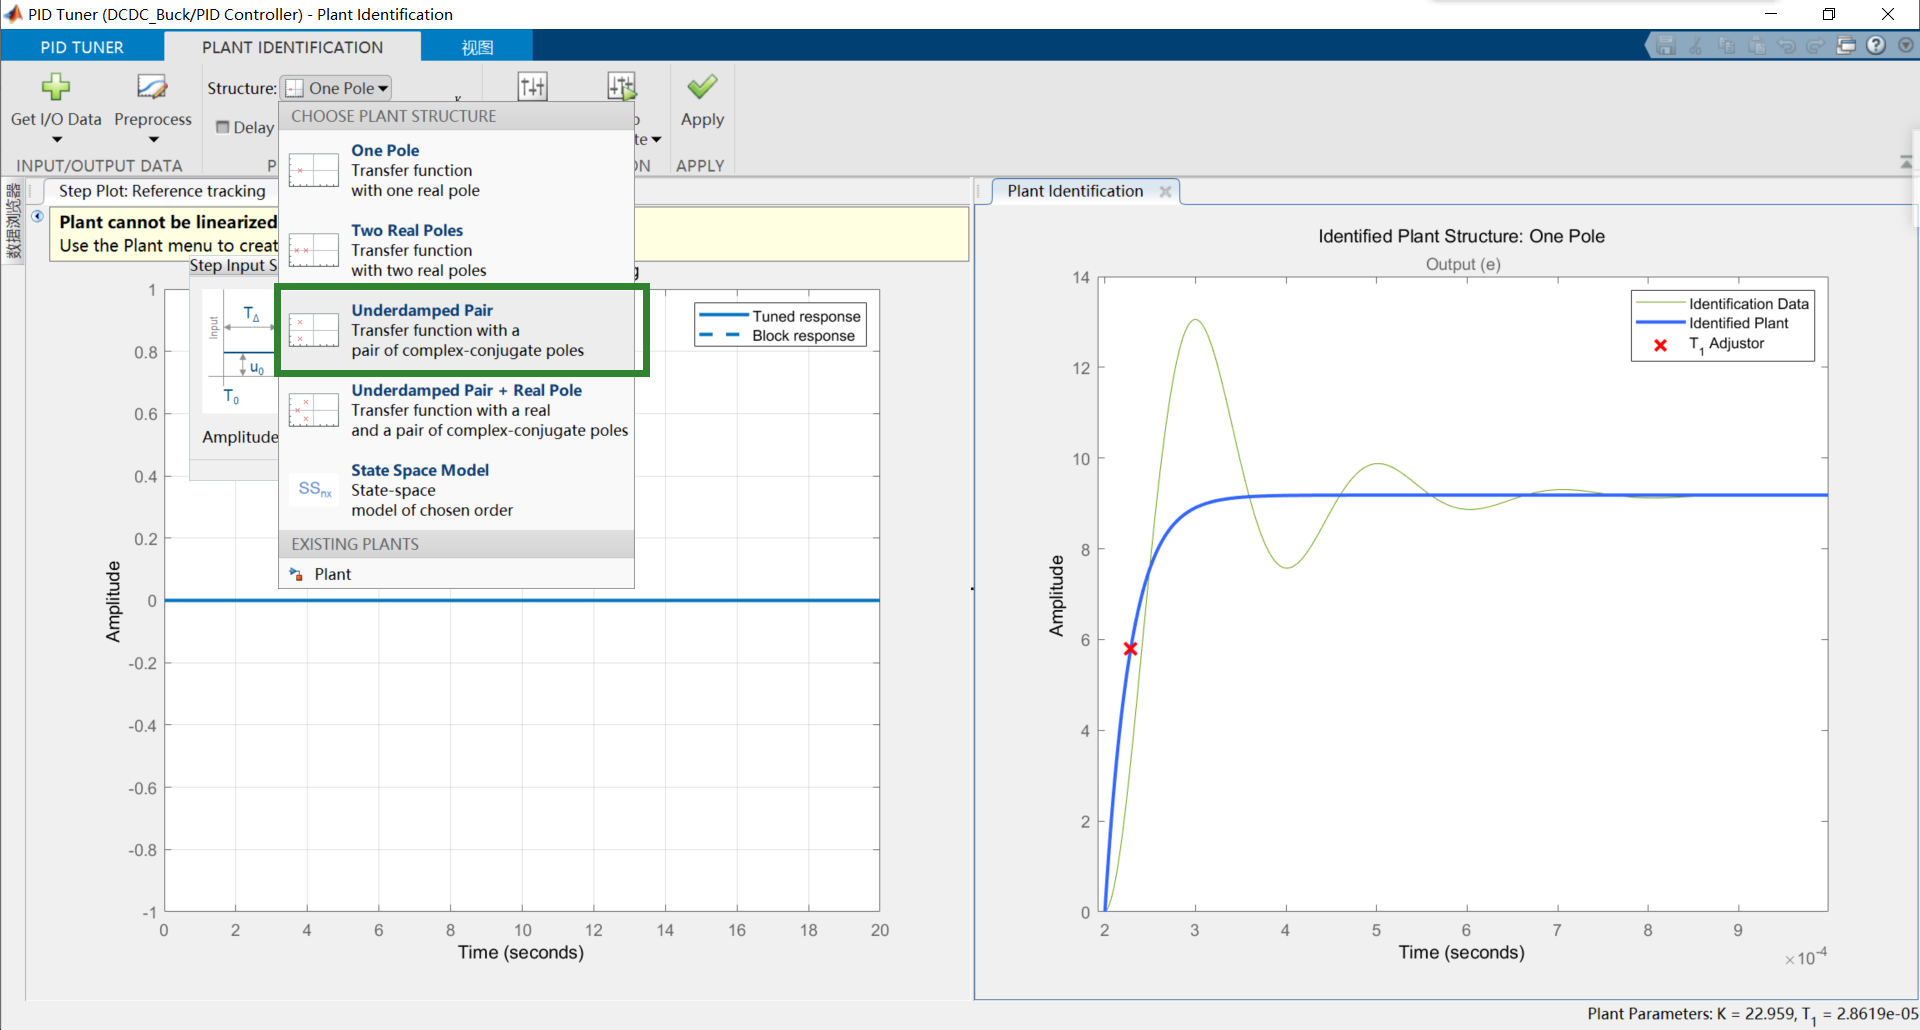 PID Tuner (DCDC_Buck/PID Controller) - Plant Identification
PID TUNER
PLANT IDENTIFICATION
视图
Get I/O Data
Preprocess
Structure:
One Pole
Delay
Apply
INPUT/OUTPUT DATA
APPLY
CHOOSE PLANT STRUCTURE
One Pole
Transfer function
with one real pole
Two Real Poles
Transfer function
with two real poles
Underdamped Pair
Transfer function with a
pair of complex-conjugate poles
Underdamped Pair + Real Pole
Transfer function with a real
and a pair of complex-conjugate poles
SSnx
State Space Model
State-space
model of chosen order
EXISTING PLANTS
Plant
数据浏览器
Step Plot: Reference tracking
Plant cannot be linearized
Use the Plant menu to creat
Step Input S
Input
TΔ
u0
T0
Amplitude
Tuned response
Block response
1
0.8
0.6
0.4
0.2
0
-0.2
-0.4
-0.6
-0.8
-1
Amplitude
0 2 4 6 8 10 12 14 16 18 20
Time (seconds)
Plant Identification
Identified Plant Structure: One Pole
Output (e)
Identification Data
Identified Plant
T1 Adjustor
14
12
10
8
6
4
2
0
Amplitude
2 3 4 5 6 7 8 9
Time (seconds)
×10-4
Plant Parameters: K = 22.959, T1 = 2.8619e-05